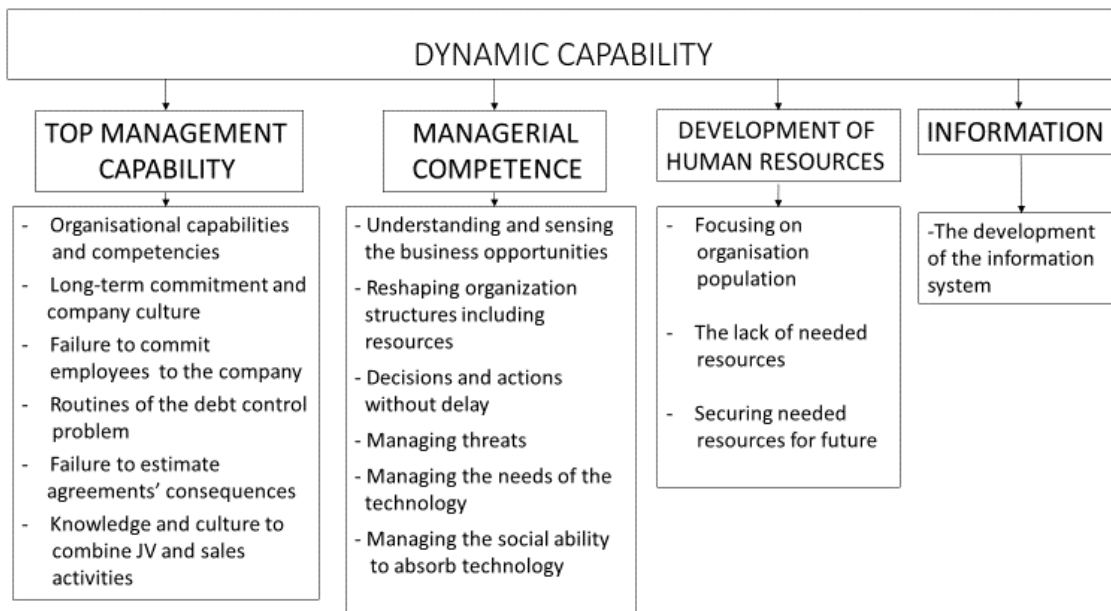 DYNAMIC CAPABILITY
TOP MANAGEMENT
CAPABILITY
- Organisational capabilities
and competencies
- Long-term commitment and
company culture
- Failure to commit
employees to the company
- Routines of the debt control
problem
- Failure to estimate
agreements’ consequences
- Knowledge and culture to
combine JV and sales
activities
MANAGERIAL
COMPETENCE
- Understanding and sensing
the business opportunities
- Reshaping organization
structures including
resources
- Decisions and actions
without delay
- Managing threats
- Managing the needs of the
technology
- Managing the social ability
to absorb technology
DEVELOPMENT OF
HUMAN RESOURCES
- Focusing on
organisation
population
- The lack of needed
resources
- Securing needed
resources for future
INFORMATION
-The development
of the information
system